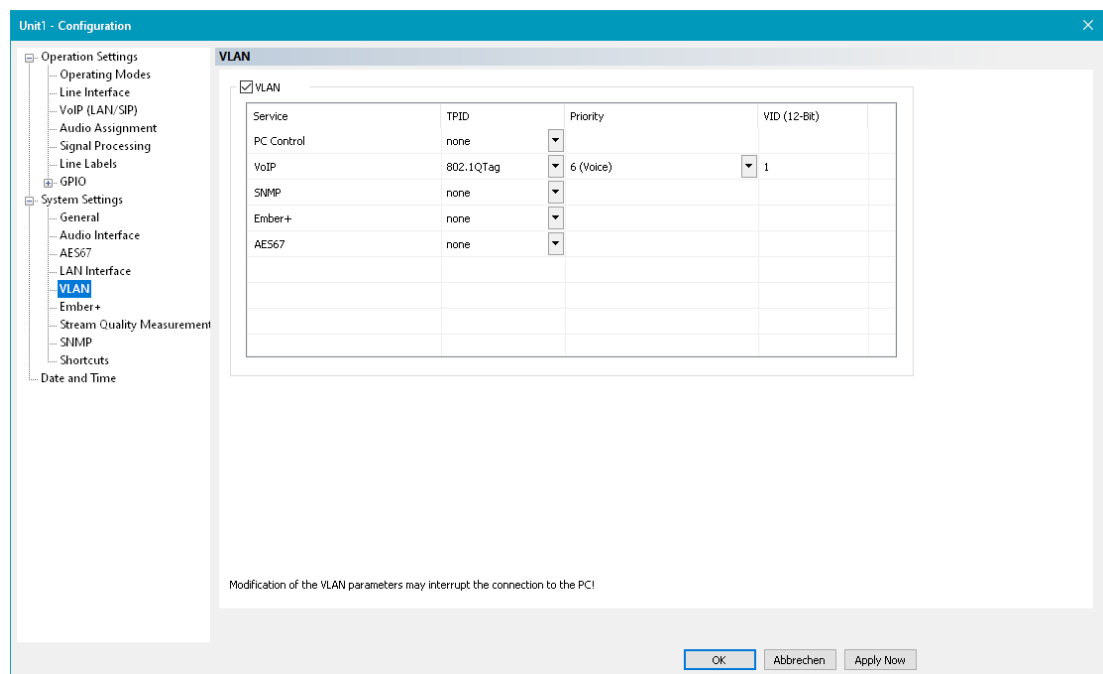 Unit1 - Configuration
Operation Settings
Operating Modes
Line Interface
VoIP (LAN/SIP)
Audio Assignment
Signal Processing
Line Labels
GPIO
System Settings
General
Audio Interface
AES67
LAN Interface
VLAN
Ember+
Stream Quality Measurement
SNMP
Shortcuts
Date and Time
VLAN
VLAN
Service TPID Priority VID (12-Bit)
PC Control none
VoIP 802.1QTag 6 (Voice) 1
SNMP none
Ember+ none
AES67 none
Modification of the VLAN parameters may interrupt the connection to the PC!
OK Abbrechen Apply Now